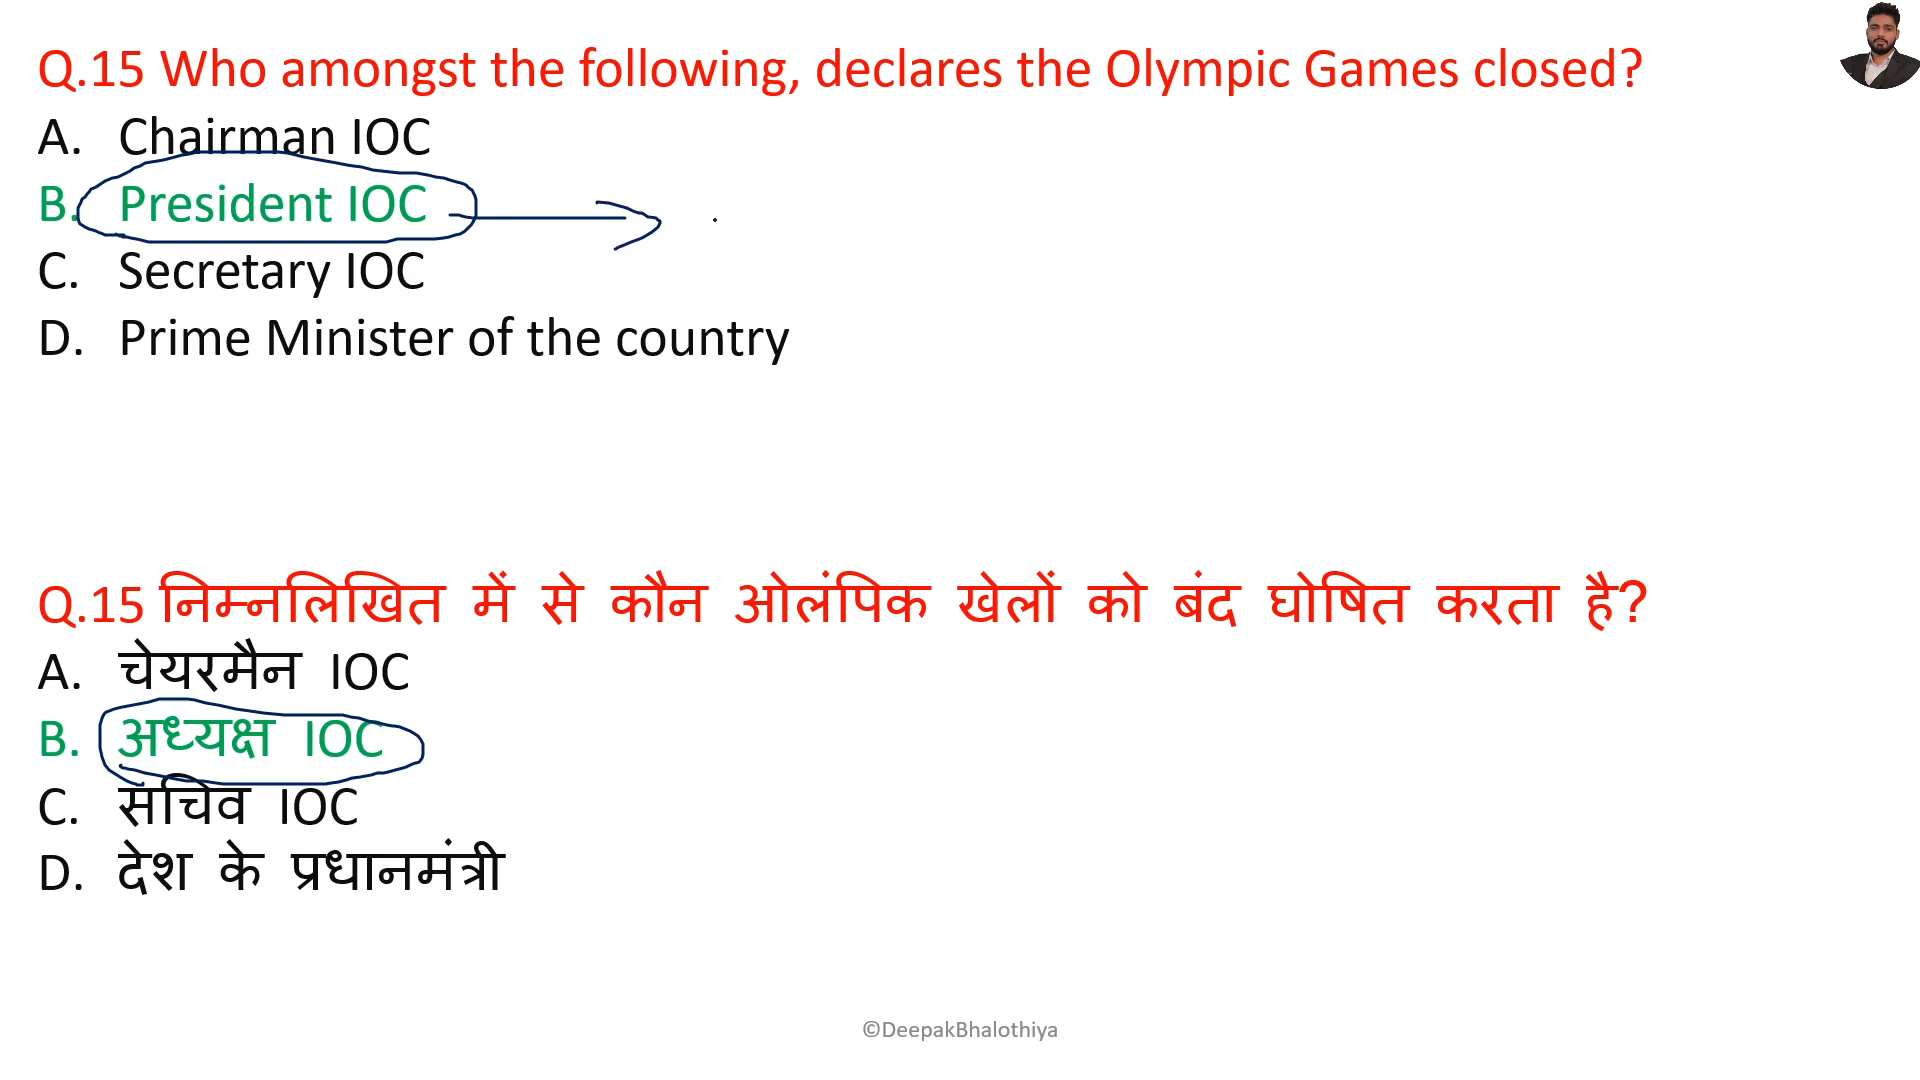 Q.15 Who amongst the following, declares the Olympic Games closed?
A. Chairman IOC
B. President IOC
C. Secretary IOC
D. Prime Minister of the country
Q.15 निम्नलिखित में से कौन ओलंपिक खेलों को बंद घोषित करता है?
A. चेयरमैन IOC
B. अध्यक्ष IOC
C. सचिव IOC
D. देश के प्रधानमंत्री
©DeepakBhalothiya